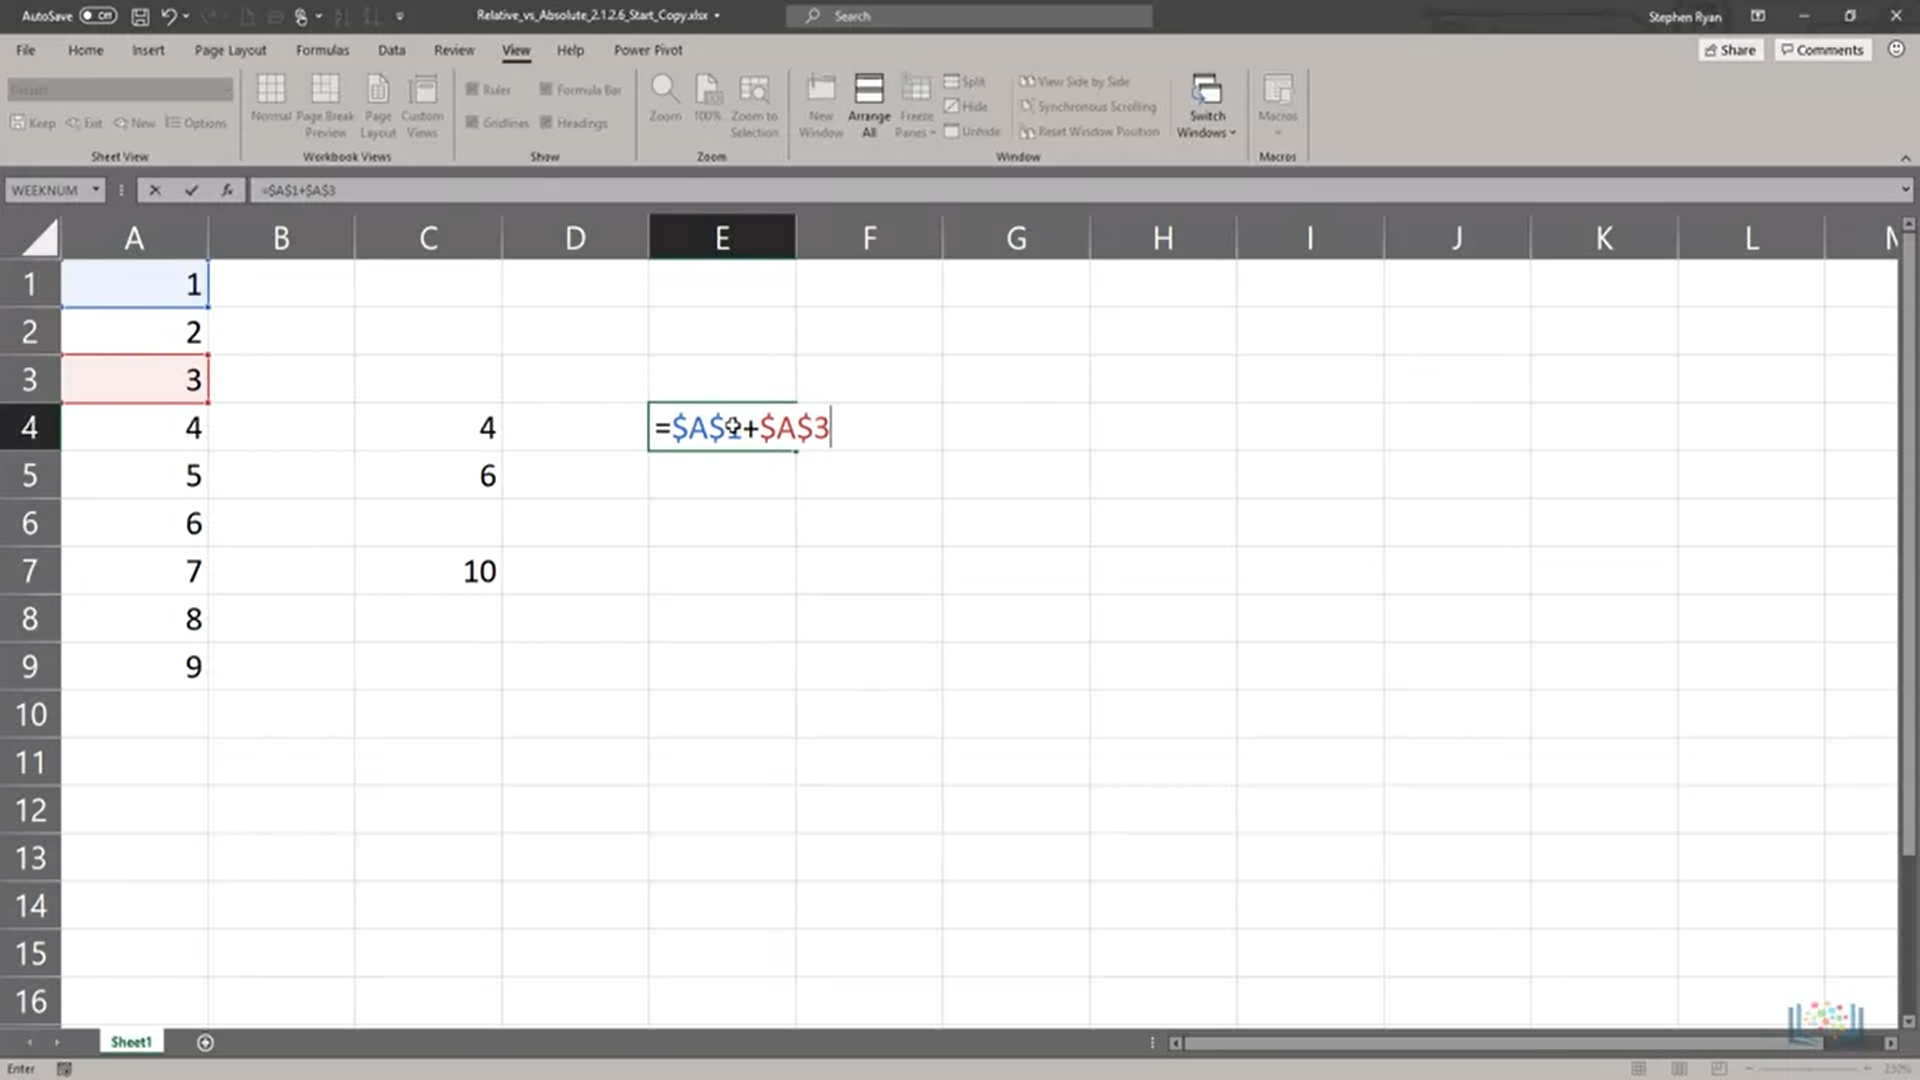 AutoSave Off Relative_vs_Absolute_2.1.2.6_Start_Copy.xlsx Search Stephen Ryan
File Home Insert Page Layout Formulas Data Review View Help Power Pivot Share Comments
Default
Keep Exit New Options
Sheet View
Normal Page Break Preview Page Layout Custom Views
Workbook Views
Ruler Formula Bar
Gridlines Headings
Show
Zoom 100% Zoom to Selection
Zoom
New Window Arrange All Freeze Panes
Split
Hide
Unhide
View Side by Side
Synchronous Scrolling
Reset Window Position
Switch Windows
Window
Macros
Macros
WEEKNUM fx =$A$1+$A$3
A B C D E F G H I J K L M
1 1
2 2
3 3
4 4 4 =$A$1+$A$3
5 5 6
6 6
7 7 10
8 8
9 9
10
11
12
13
14
15
16
Sheet1
Enter 230%